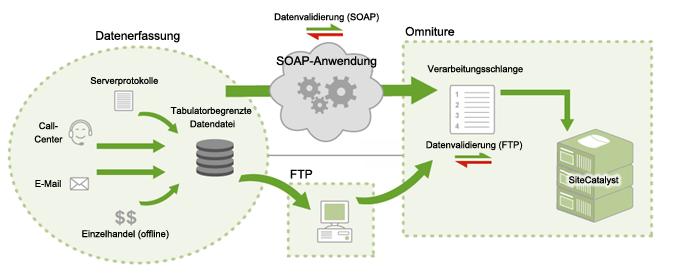 Datenerfassung
Serverprotokolle
Call-
Center
E-Mail
$$
Einzelhandel (offline)
Tabulatorbegrenzte
Datendatei
Datenvalidierung (SOAP)
SOAP-Anwendung
FTP
Omniture
Verarbeitungsschlange
1
2
3
4
Datenvalidierung (FTP)
SiteCatalyst